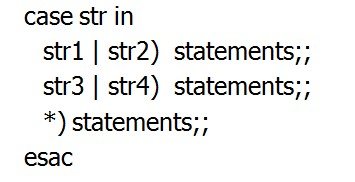 case str in
str1 | str2)  statements;;
str3 | str4)  statements;;
*) statements;;
esac